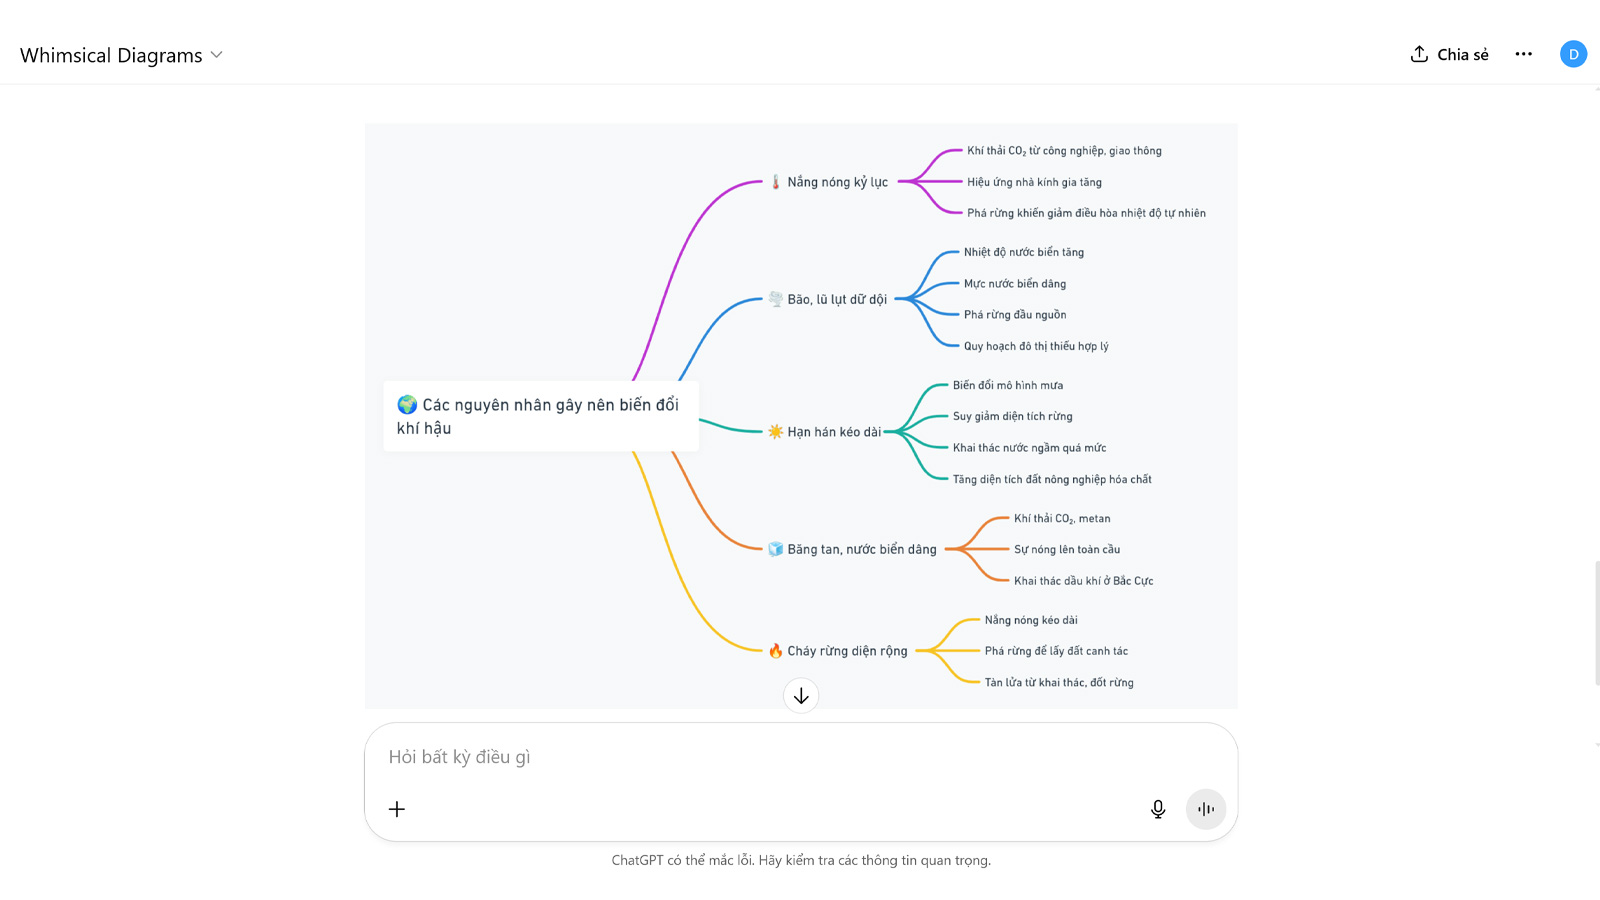 Whimsical Diagrams
Chia sẻ
D
🌡️ Nắng nóng kỷ lục
Khí thải CO₂ từ công nghiệp, giao thông
Hiệu ứng nhà kính gia tăng
Phá rừng khiến giảm điều hòa nhiệt độ tự nhiên
🌪️ Bão, lũ lụt dữ dội
Nhiệt độ nước biển tăng
Mực nước biển dâng
Phá rừng đầu nguồn
Quy hoạch đô thị thiếu hợp lý
🌍 Các nguyên nhân gây nên biến đổi
khí hậu
☀️ Hạn hán kéo dài
Biến đổi mô hình mưa
Suy giảm diện tích rừng
Khai thác nước ngầm quá mức
Tăng diện tích đất nông nghiệp hóa chất
🧊 Băng tan, nước biển dâng
Khí thải CO₂, metan
Sự nóng lên toàn cầu
Khai thác dầu khí ở Bắc Cực
🔥 Cháy rừng diện rộng
Nắng nóng kéo dài
Phá rừng để lấy đất canh tác
Tàn lửa từ khai thác, đốt rừng
Hỏi bất kỳ điều gì
ChatGPT có thể mắc lỗi. Hãy kiểm tra các thông tin quan trọng.